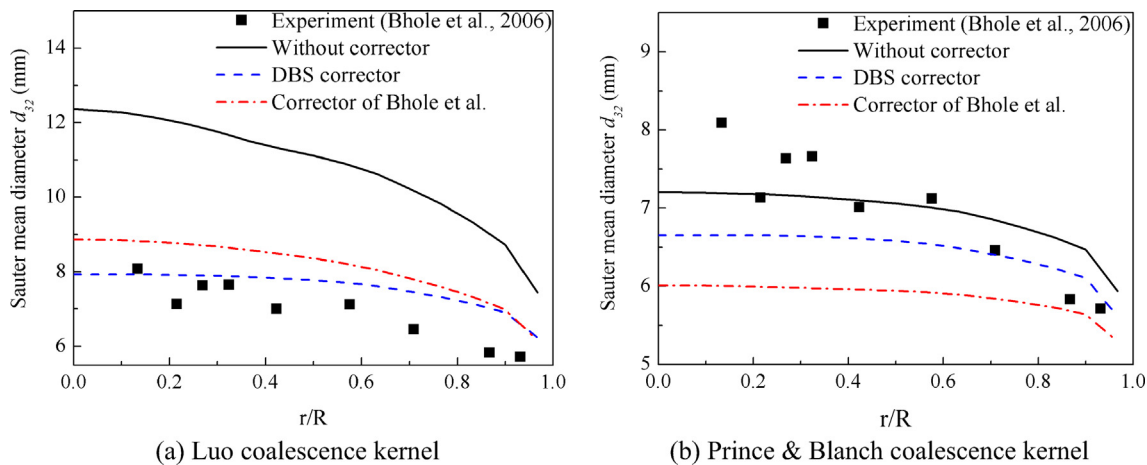 Experiment (Bhole et al., 2006)
Without corrector
DBS corrector
Corrector of Bhole et al.
Sauter mean diameter d32 (mm)
14
12
10
8
6
0.0 0.2 0.4 0.6 0.8 1.0
r/R
(a) Luo coalescence kernel
Experiment (Bhole et al., 2006)
Without corrector
DBS corrector
Corrector of Bhole et al.
Sauter mean diameter d32 (mm)
9
8
7
6
5
0.0 0.2 0.4 0.6 0.8 1.0
r/R
(b) Prince & Blanch coalescence kernel